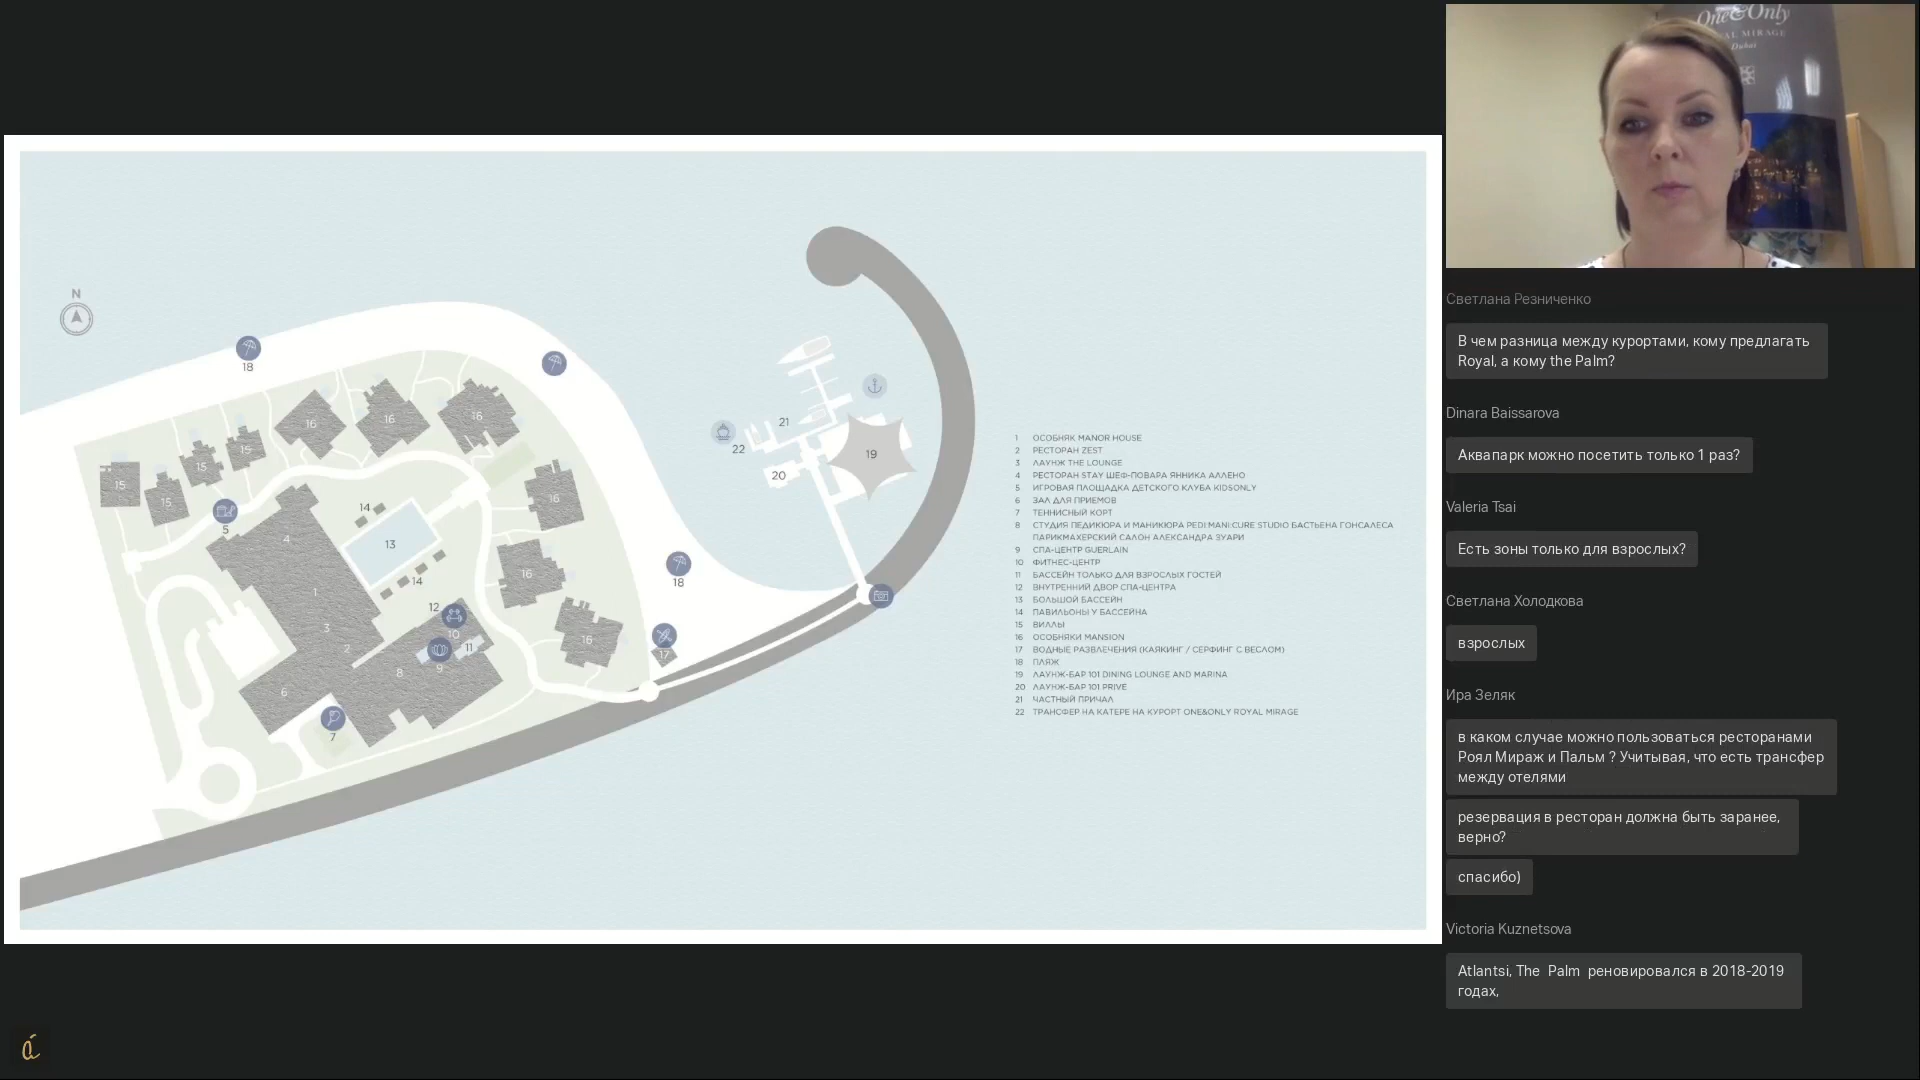 One&Only
AL MIRAGE
Dubai
N
18
16
16
16
15
15
15
15
5
4
14
13
14
1
3
2
12
10
11
9
8
6
7
16
16
16
18
17
21
22
20
19
1 ОСОБНЯК MANOR HOUSE
2 РЕСТОРАН ZEST
3 ЛАУНЖ THE LOUNGE
4 РЕСТОРАН STAY ШЕФ-ПОВАРА ЯННИКА АЛЛЕНО
5 ИГРОВАЯ ПЛОЩАДКА ДЕТСКОГО КЛУБА KIDSONLY
6 ЗАЛ ДЛЯ ПРИЕМОВ
7 ТЕННИСНЫЙ КОРТ
8 СТУДИЯ ПЕДИКЮРА И МАНИКЮРА PEDI:MANI:CURE STUDIO БАСТЬЕНА ГОНСАЛЕСА
ПАРИКМАХЕРСКИЙ САЛОН АЛЕКСАНДРА ЗУАРИ
9 СПА-ЦЕНТР GUERLAIN
10 ФИТНЕС-ЦЕНТР
11 БАССЕЙН ТОЛЬКО ДЛЯ ВЗРОСЛЫХ ГОСТЕЙ
12 ВНУТРЕННИЙ ДВОР СПА-ЦЕНТРА
13 БОЛЬШОЙ БАССЕЙН
14 ПАВИЛЬОНЫ У БАССЕЙНА
15 ВИЛЛЫ
16 ОСОБНЯКИ MANSION
17 ВОДНЫЕ РАЗВЛЕЧЕНИЯ (КАЯКИНГ / СЕРФИНГ С ВЕСЛОМ)
18 ПЛЯЖ
19 ЛАУНЖ-БАР 101 DINING LOUNGE AND MARINA
20 ЛАУНЖ-БАР 101 PRIVE
21 ЧАСТНЫЙ ПРИЧАЛ
22 ТРАНСФЕР НА КАТЕРЕ НА КУРОРТ ONE&ONLY ROYAL MIRAGE
Светлана Резниченко
В чем разница между курортами, кому предлагать
Royal, а кому the Palm?
Dinara Baissarova
Аквапарк можно посетить только 1 раз?
Valeria Tsai
Есть зоны только для взрослых?
Светлана Холодкова
взрослых
Ира Зеляк
в каком случае можно пользоваться ресторанами
Роял Мираж и Пальм ? Учитывая, что есть трансфер
между отелями
резервация в ресторан должна быть заранее,
верно?
спасибо)
Victoria Kuznetsova
Atlantsi, The Palm реновировался в 2018-2019
годах,
á